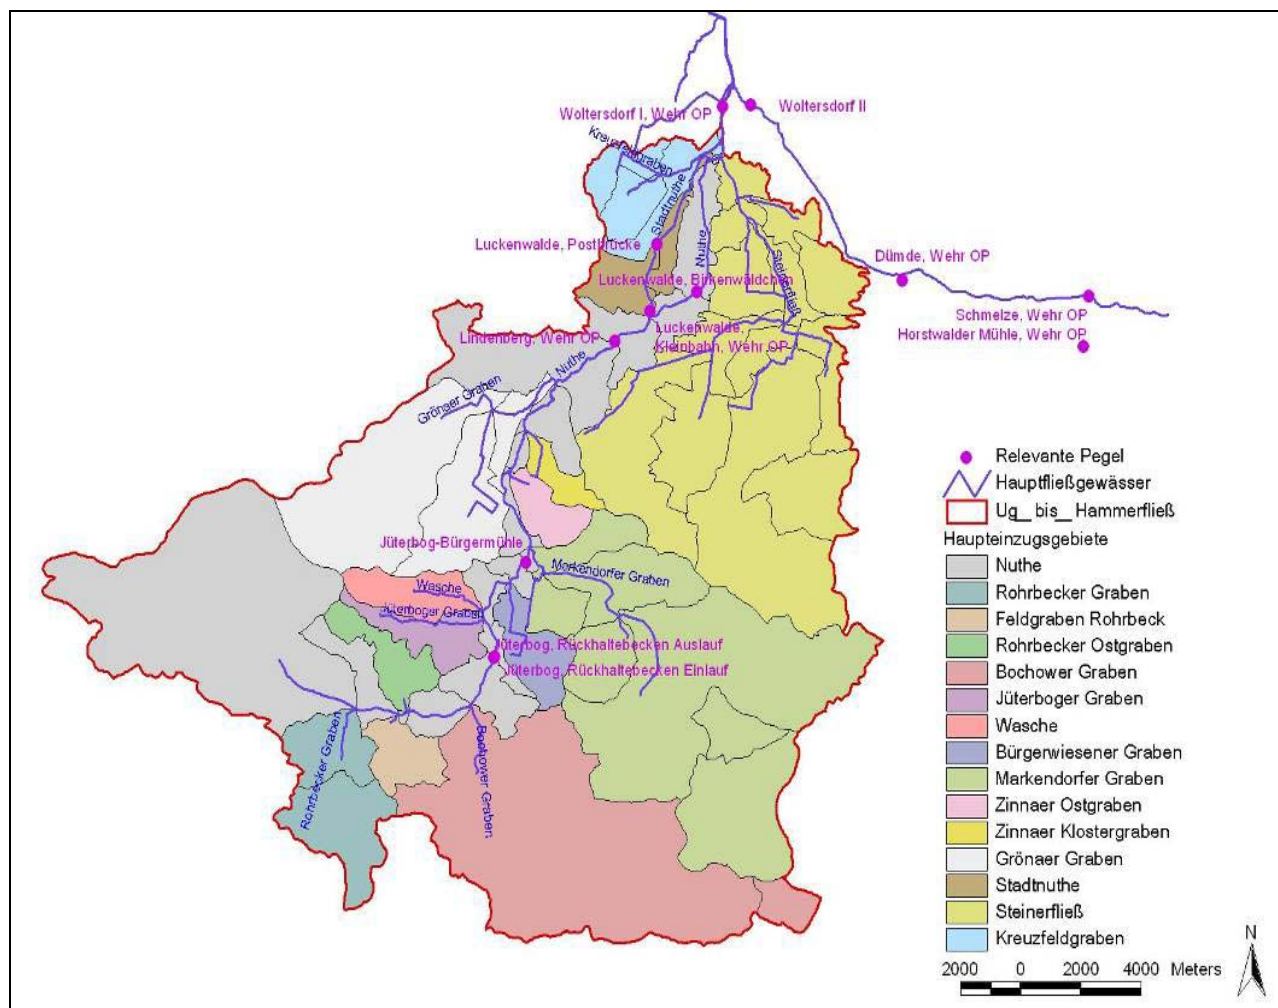 Woltersdorf I, Wehr OP
Woltersdorf II
Kreuzfeldgraben
Stadtnuthe
Nuthe
Steinerfließ
Luckenwalde, Postbrücke
Luckenwalde, Birkenwäldchen
Dümde, Wehr OP
Schmelze, Wehr OP
Horstwalder Mühle, Wehr OP
Lindenberg, Wehr OP
Luckenwalde,
Kleinbahn, Wehr OP
Nuthe
Grönaer Graben
Jüterbog-Bürgermühle
Markendorfer Graben
Wasche
Jüterboger Graben
Jüterbog, Rückhaltebecken Auslauf
Jüterbog, Rückhaltebecken Einlauf
Rohrbecker Graben
Bochower Graben
Relevante Pegel
Hauptfließgewässer
Ug__bis__Hammerfließ
Haupteinzugsgebiete
Nuthe
Rohrbecker Graben
Feldgraben Rohrbeck
Rohrbecker Ostgraben
Bochower Graben
Jüterboger Graben
Wasche
Bürgerwiesener Graben
Markendorfer Graben
Zinnaer Ostgraben
Zinnaer Klostergraben
Grönaer Graben
Stadtnuthe
Steinerfließ
Kreuzfeldgraben
N
2000 0 2000 4000 Meters